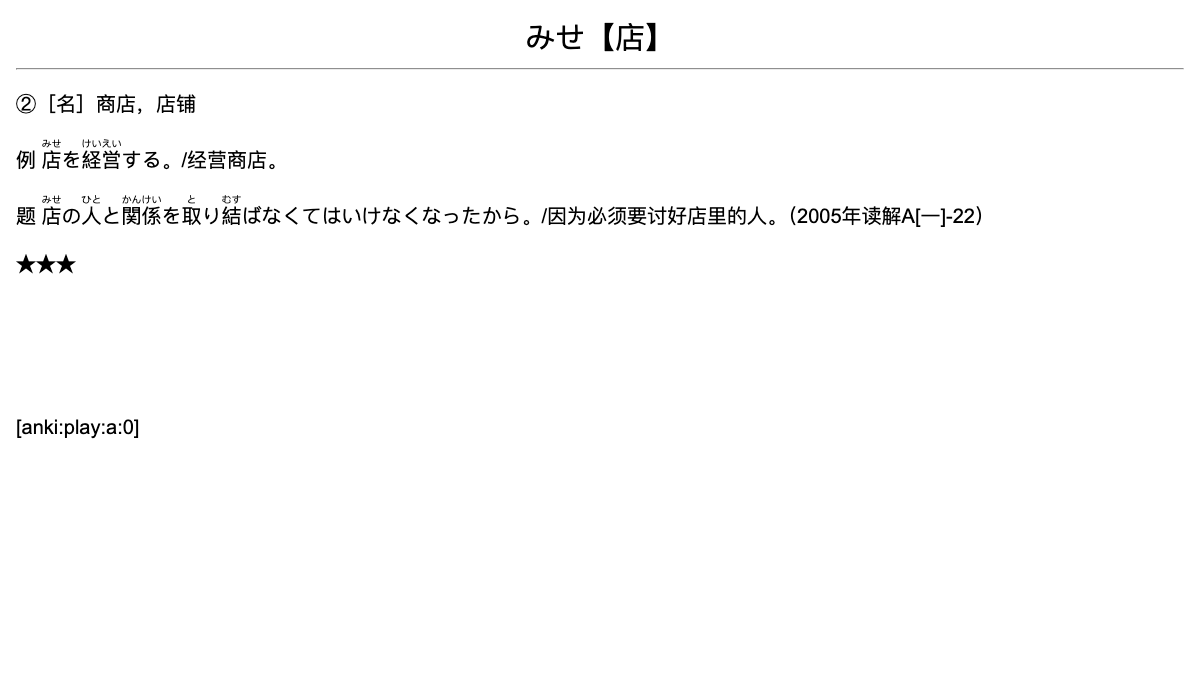 みせ【店】
②［名］商店，店铺
みせ けいえい
例 店を経営する。/经营商店。
みせ ひと かんけい と むす
题 店の人と関係を取り結ばなくてはいけなくなったから。/因为必须要讨好店里的人。（2005年读解A[一]-22）
★★★
[anki:play:a:0]